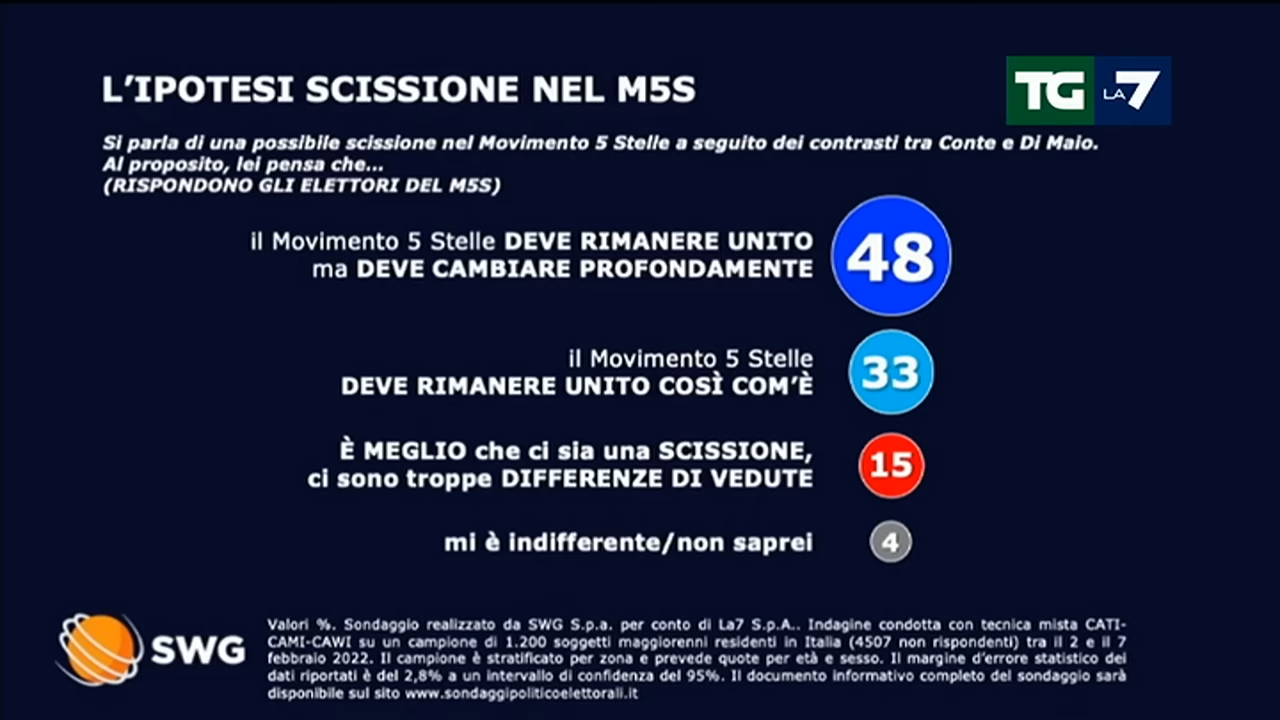 L'IPOTESI SCISSIONE NEL M5S
TG LA7
Si parla di una possibile scissione nel Movimento 5 Stelle a seguito dei contrasti tra Conte e Di Maio.
Al proposito, lei pensa che...
(RISPONDONO GLI ELETTORI DEL M5S)
il Movimento 5 Stelle DEVE RIMANERE UNITO
ma DEVE CAMBIARE PROFONDAMENTE
48
il Movimento 5 Stelle
DEVE RIMANERE UNITO COSÌ COM'È
33
È MEGLIO che ci sia una SCISSIONE,
ci sono troppe DIFFERENZE DI VEDUTE
15
mi è indifferente/non saprei
4
SWG
Valori %. Sondaggio realizzato da SWG S.p.a. per conto di La7 S.p.A.. Indagine condotta con tecnica mista CATI-
CAMI-CAWI su un campione di 1.200 soggetti maggiorenni residenti in Italia (4507 non rispondenti) tra il 2 e il 7
febbraio 2022. Il campione è stratificato per zona e prevede quote per età e sesso. Il margine d'errore statistico dei
dati riportati è del 2,8% a un intervallo di confidenza del 95%. Il documento informativo completo del sondaggio sarà
disponibile sul sito www.sondaggipoliticoelettorali.it